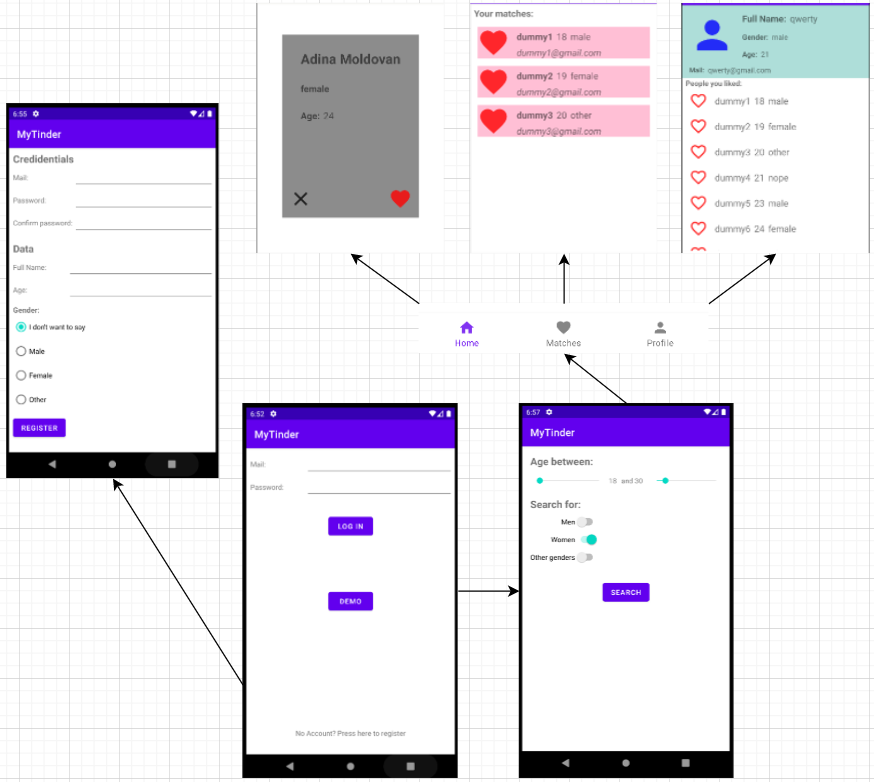 Adina Moldovan
female
Age: 24
Your matches:
dummy1 18 male
dummy1@gmail.com
dummy2 19 female
dummy2@gmail.com
dummy3 20 other
dummy3@gmail.com
Full Name: qwerty
Gender: male
Age: 21
Mail: qwerty@gmail.com
People you liked:
dummy1 18 male
dummy2 19 female
dummy3 20 other
dummy4 21 nope
dummy5 23 male
dummy6 24 female
6:55
MyTinder
Credidentials
Mail:
Password:
Confirm password:
Data
Full Name:
Age:
Gender:
I don't want to say
Male
Female
Other
REGISTER
Home
Matches
Profile
6:52
MyTinder
Mail:
Password:
LOG IN
DEMO
No Account? Press here to register
6:57
MyTinder
Age between:
18 and 30
Search for:
Men
Women
Other genders
SEARCH